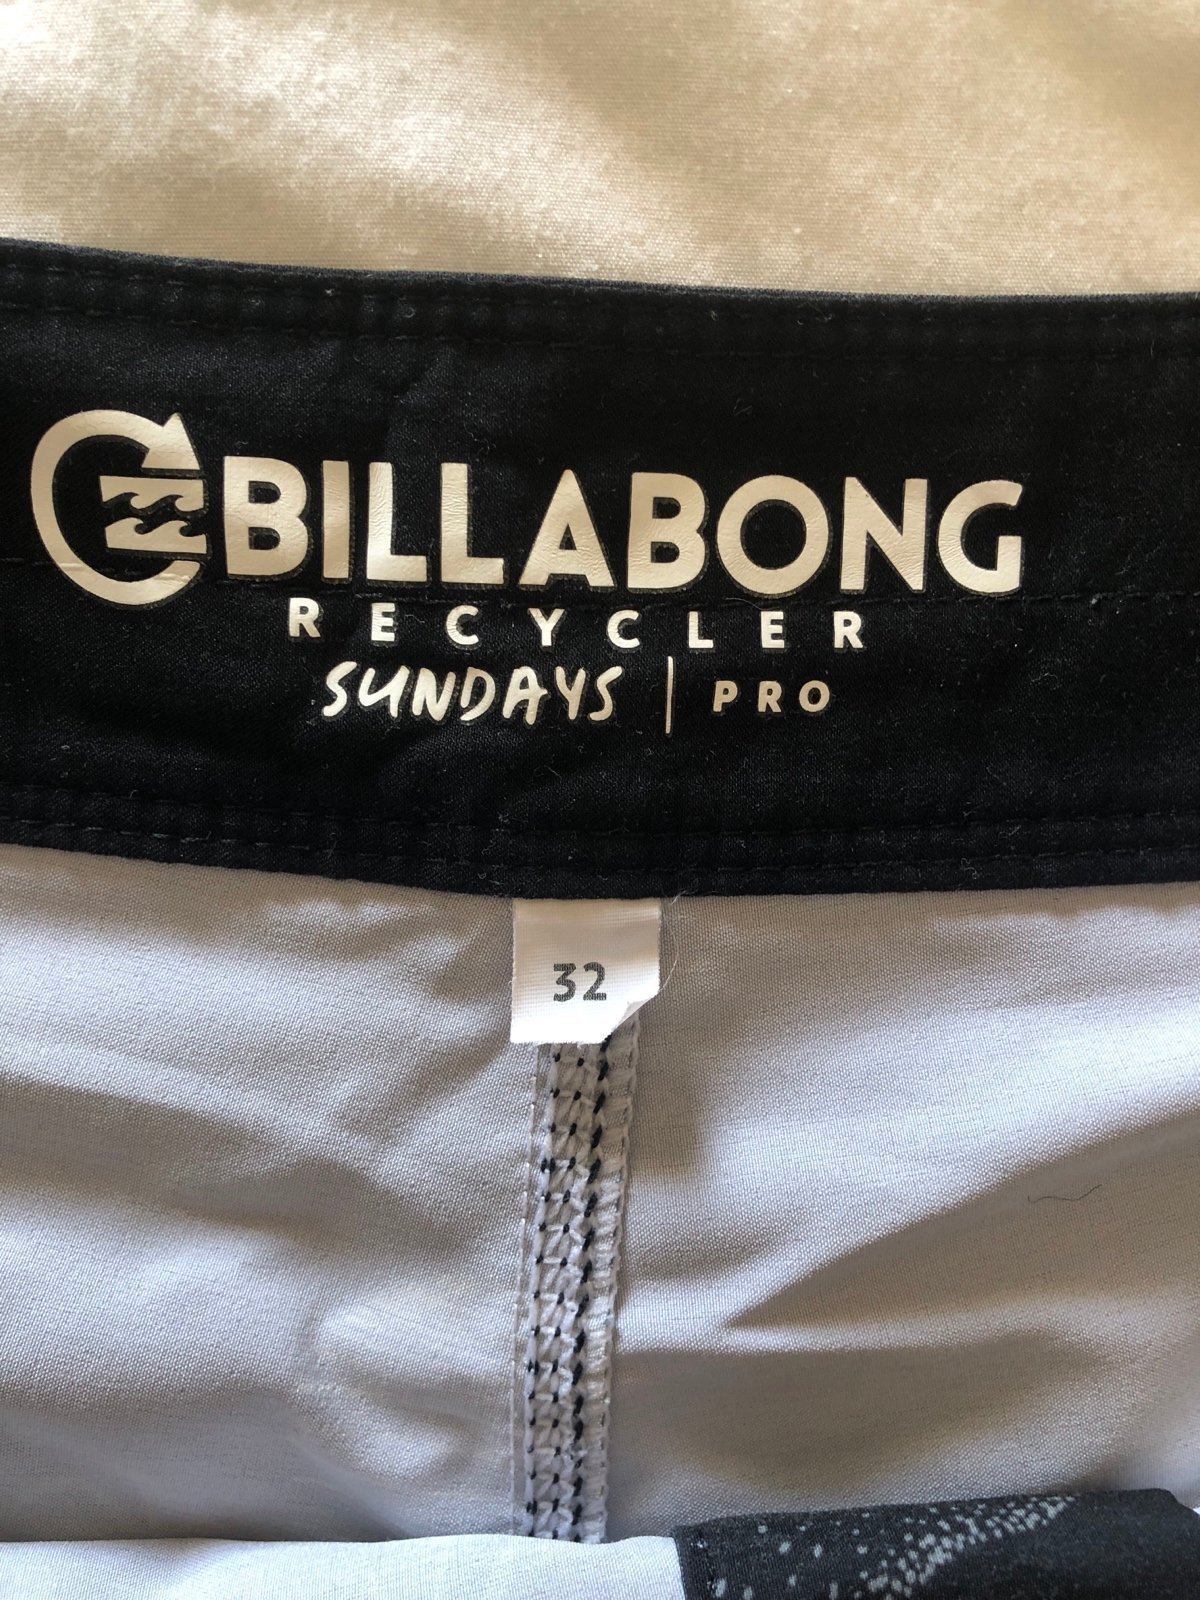 BILLABONG
RECYCLER
SUNDAYS | PRO
32